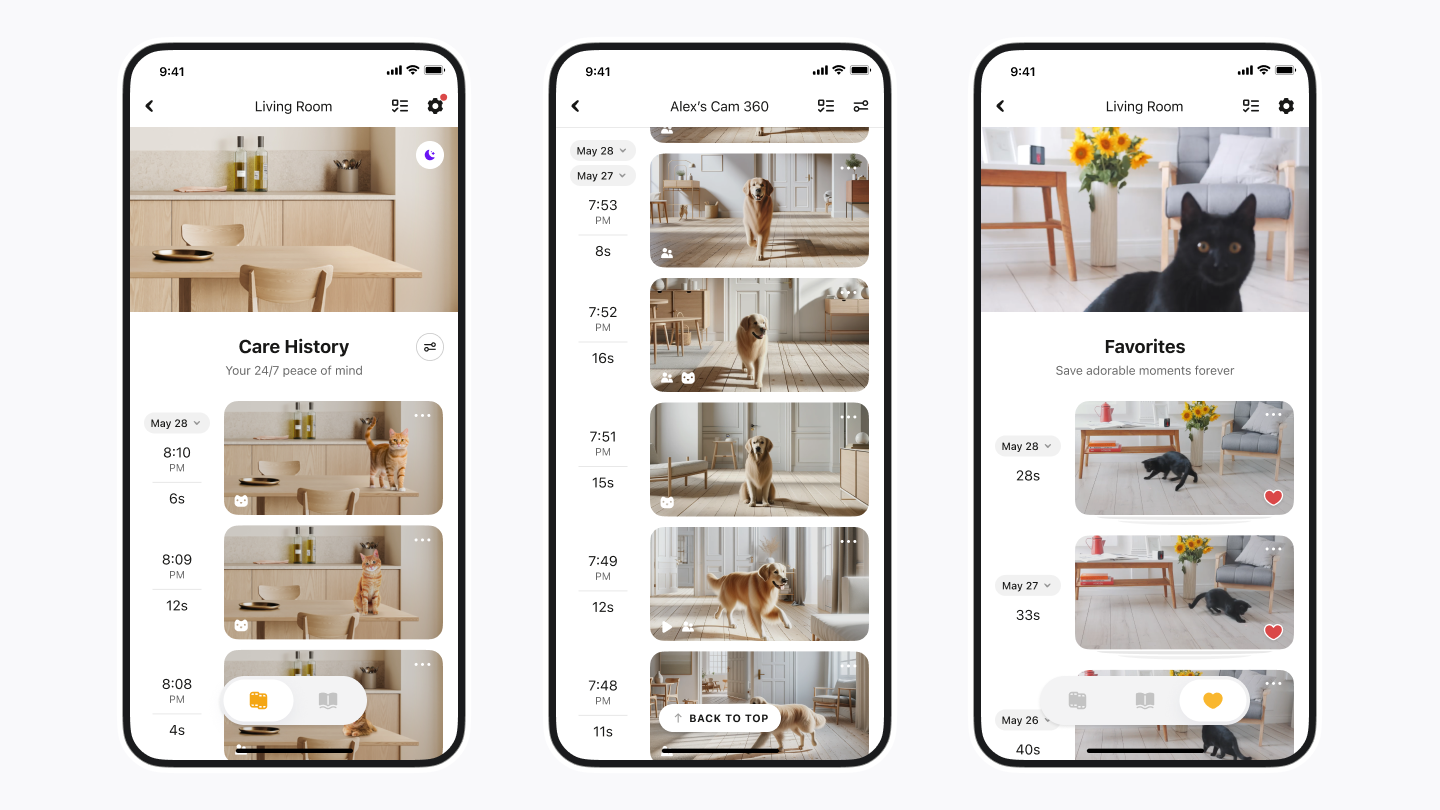 9:41
Living Room
Care History
Your 24/7 peace of mind
May 28
8:10
PM
6s
8:09
PM
12s
8:08
PM
4s
9:41
Alex's Cam 360
May 28
May 27
7:53
PM
8s
7:52
PM
16s
7:51
PM
15s
7:49
PM
12s
7:48
PM
11s
BACK TO TOP
9:41
Living Room
Favorites
Save adorable moments forever
May 28
28s
May 27
33s
May 26
40s